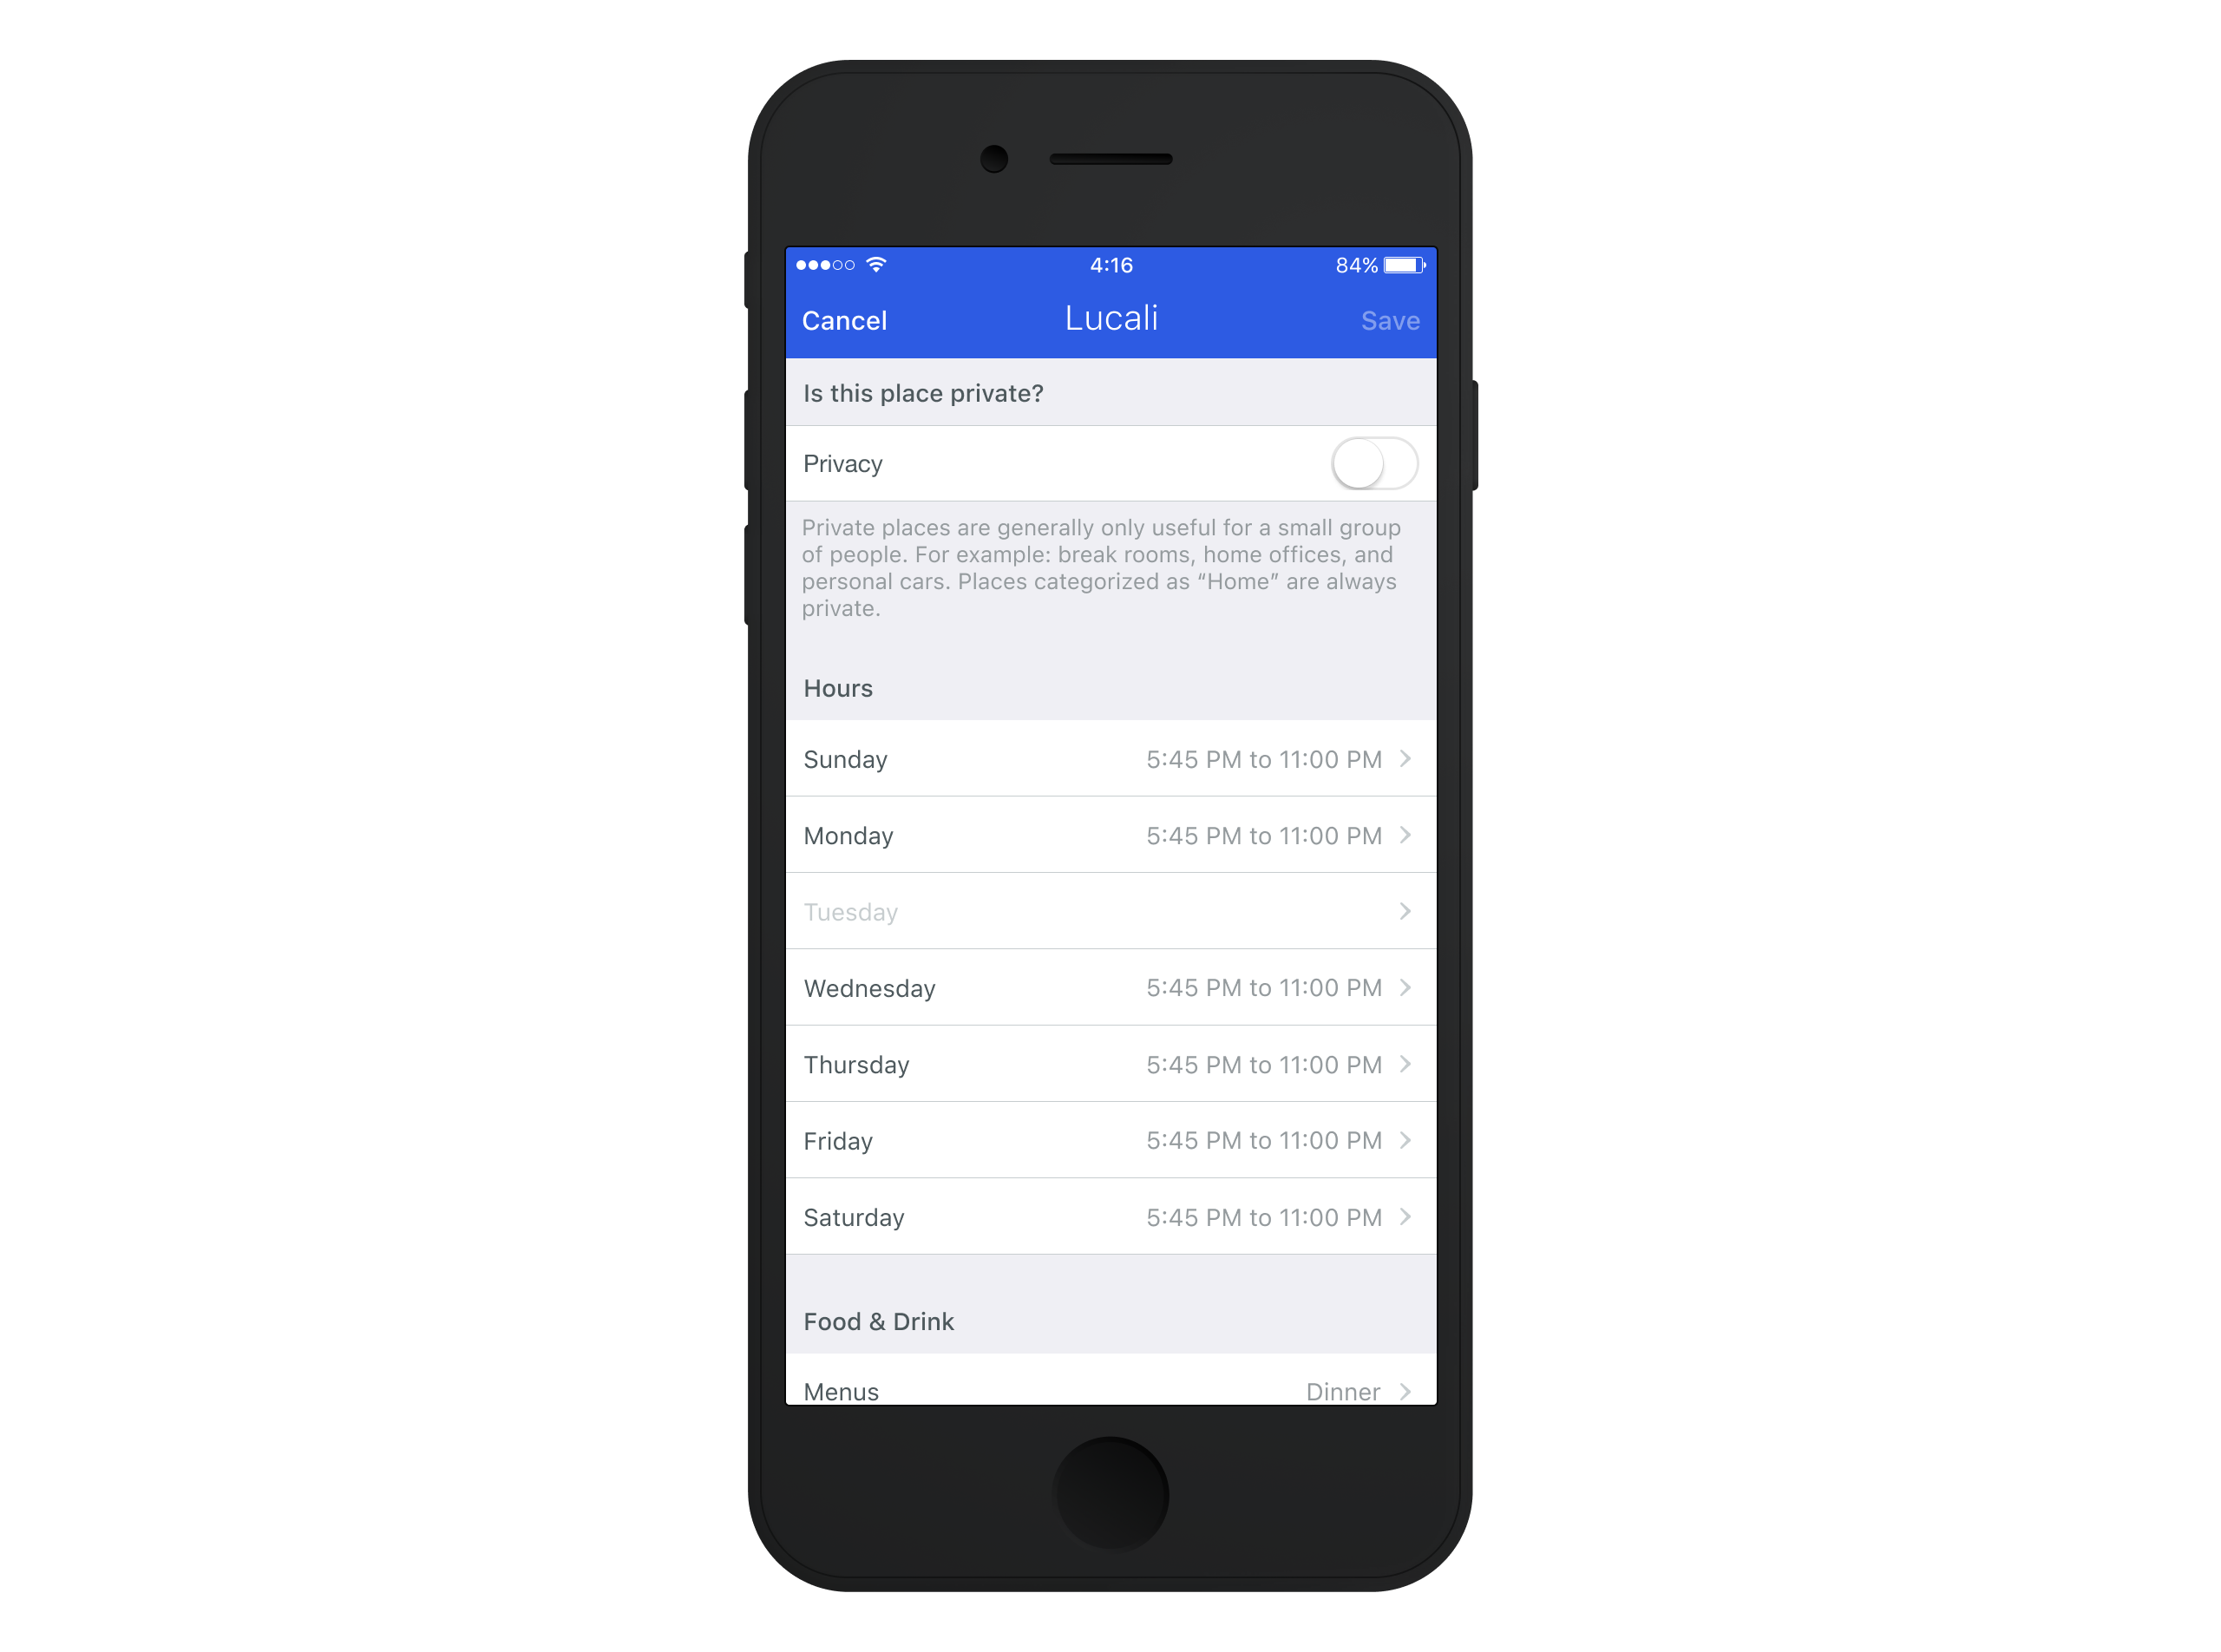 4:16
84%
Cancel
Lucali
Save
Is this place private?
Privacy
Private places are generally only useful for a small group
of people. For example: break rooms, home offices, and
personal cars. Places categorized as “Home” are always
private.
Hours
Sunday 5:45 PM to 11:00 PM
Monday 5:45 PM to 11:00 PM
Tuesday
Wednesday 5:45 PM to 11:00 PM
Thursday 5:45 PM to 11:00 PM
Friday 5:45 PM to 11:00 PM
Saturday 5:45 PM to 11:00 PM
Food & Drink
Menus Dinner